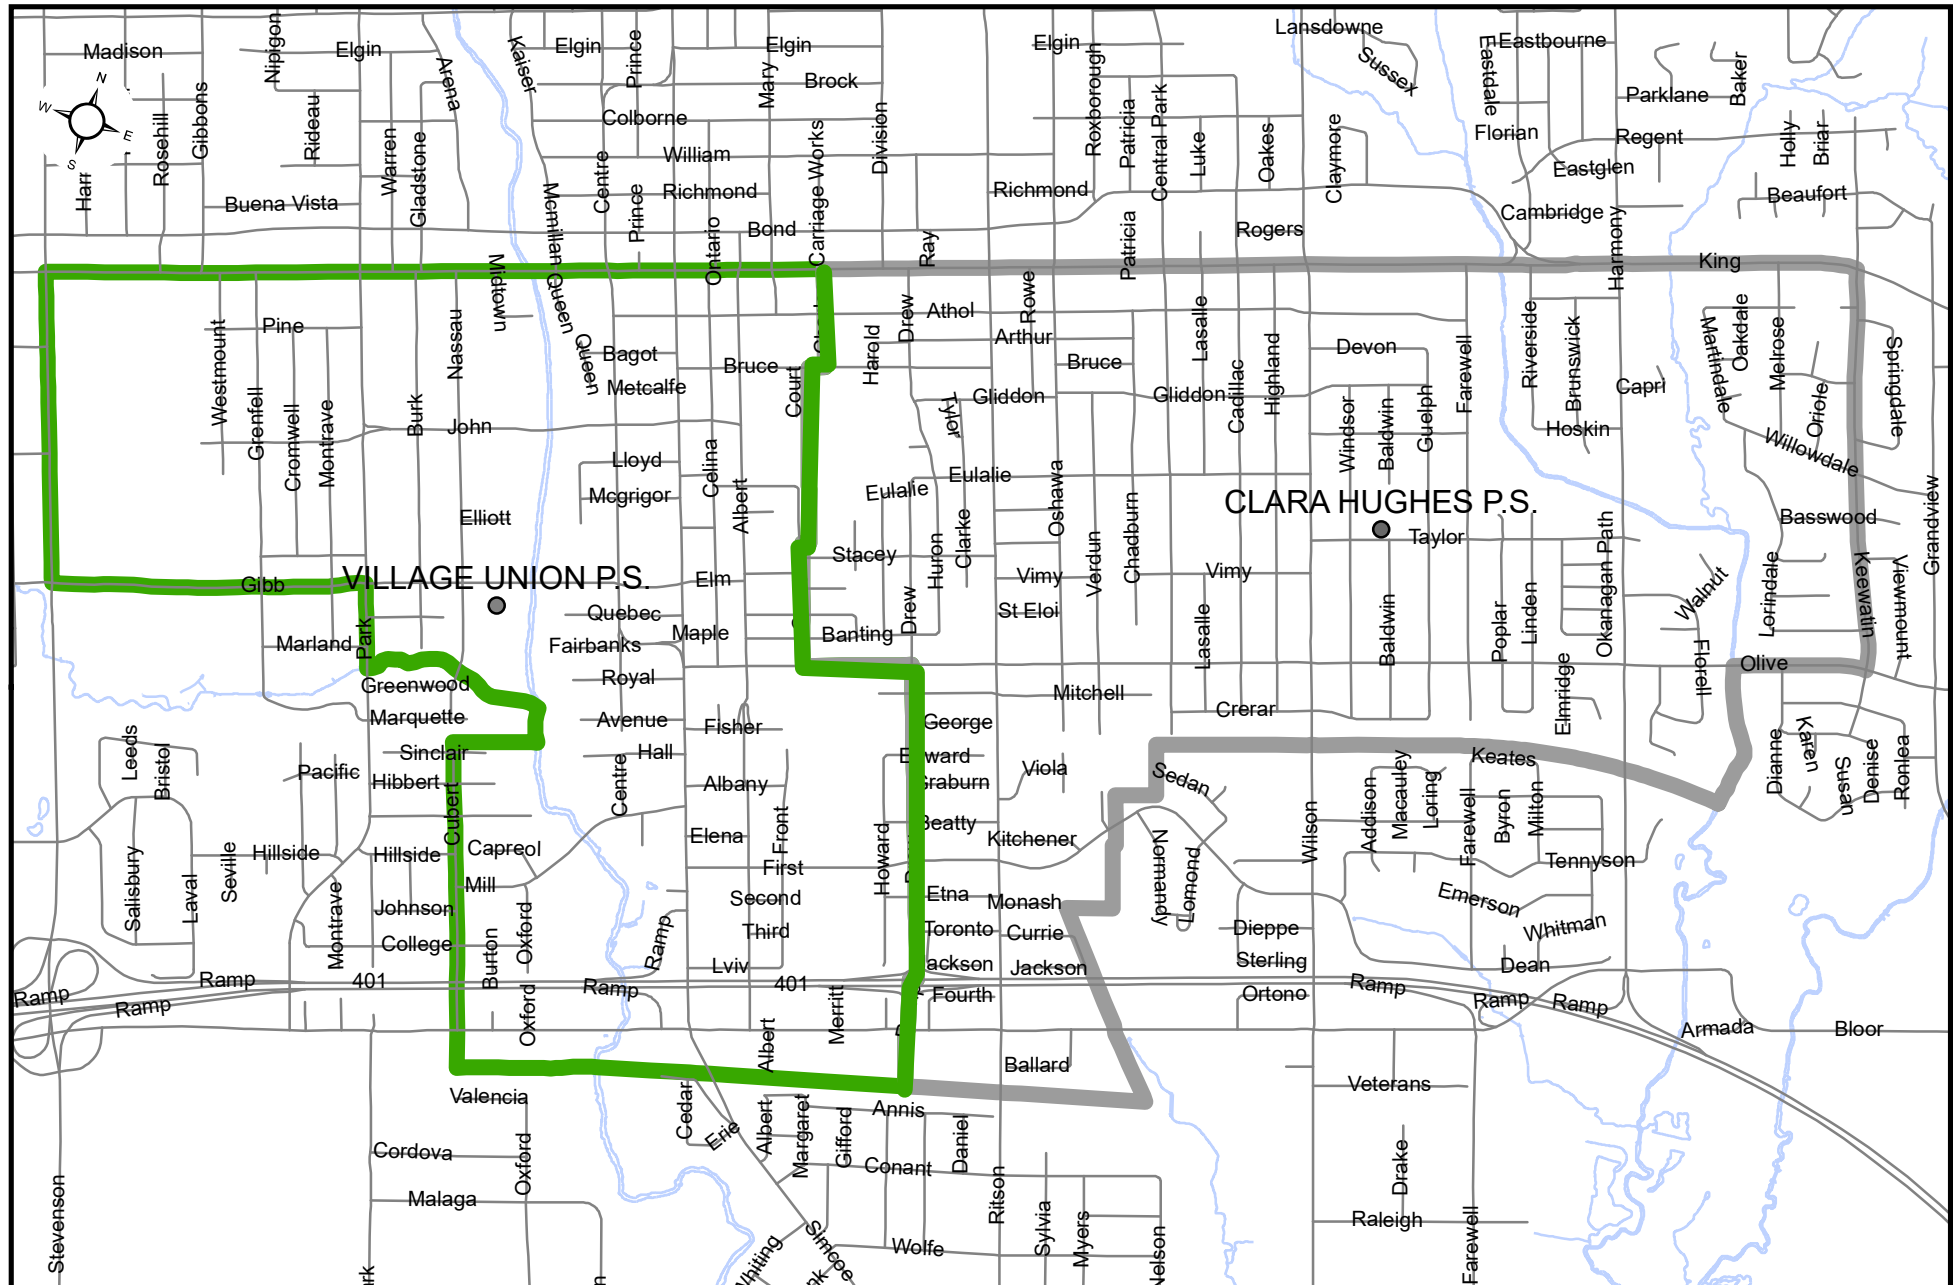 Madison
Nipigon
Elgin
Arena
Kaiser
Elgin
Prince
Elgin
Mary
Brock
Elgin
Roxborough
Lansdowne
Sussex
Eastdale
Eastbourne
Parklane
Baker
N
W
E
S
Harr
Rosehill
Gibbons
Rideau
Warren
Gladstone
Colborne
William
Centre
Prince
Richmond
Carriage Works
Division
Richmond
Patricia
Central Park
Luke
Oakes
Claymore
Florian
Regent
Eastglen
Holly
Briar
Beaufort
Buena Vista
Mcmillan
Ontario
Bond
Ray
Patricia
Rogers
Cambridge
Harmony
King
Midtown
Queen
Queen
Pine
Westmount
Grenfell
Cromwell
Montrave
Nassau
Burk
John
Bagot
Metcalfe
Bruce
Court
Harold
Drew
Athol
Rowe
Arthur
Bruce
Lasalle
Cadillac
Highland
Devon
Farewell
Riverside
Brunswick
Capri
Martindale
Oakdale
Melrose
Oriole
Springdale
Tylor
Gliddon
Gliddon
Windsor
Baldwin
Guelph
Hoskin
Willowdale
Lloyd
Mcgrigor
Celina
Albert
Elliott
Eulalie
Eulalie
Oshawa
CLARA HUGHES P.S.
Taylor
Basswood
Grandview
Stacey
Huron
Clarke
Verdun
Chadburn
Okanagan Path
Gibb
VILLAGE UNION P.S.
Elm
Vimy
Vimy
Walnut
Lorindale
Keewatin
Viewmount
Quebec
Maple
Banting
Drew
St Eloi
Lasalle
Baldwin
Poplar
Linden
Marland
Park
Fairbanks
Royal
Olive
Florell
Elmridge
Greenwood
Marquette
Avenue
Fisher
George
Mitchell
Crerar
Leeds
Bristol
Pacific
Sinclair
Hibbert
Cubert
Hall
Centre
Albany
Front
Viola
Sedan
Keates
Dianne
Karen
Susan
Denise
Ronlea
Elena
Beatty
Kitchener
Wilson
Addison
Macauley
Loring
Farewell
Byron
Milton
Salisbury
Laval
Seville
Hillside
Hillside
Capreol
First
Howard
Normandy
Lomond
Tennyson
Montrave
Johnson
Mill
Second
Etna
Monash
Emerson
College
Burton
Oxford
Ramp
Third
Toronto
Currie
Dieppe
Whitman
Lviv
Jackson
Sterling
Dean
Ramp
Ramp
Ramp
401
Ramp
401
Fourth
Ortono
Ramp
Ramp
Ramp
Oxford
Albert
Merritt
Armada
Bloor
Ballard
Valencia
Veterans
Cedar
Erie
Albert
Margaret
Gifford
Annis
Daniel
Cordova
Oxford
Conant
Drake
Malaga
Stevenson
Ritson
Sylvia
Myers
Nelson
Raleigh
Farewell
Whiting
Simcoe
Wolfe